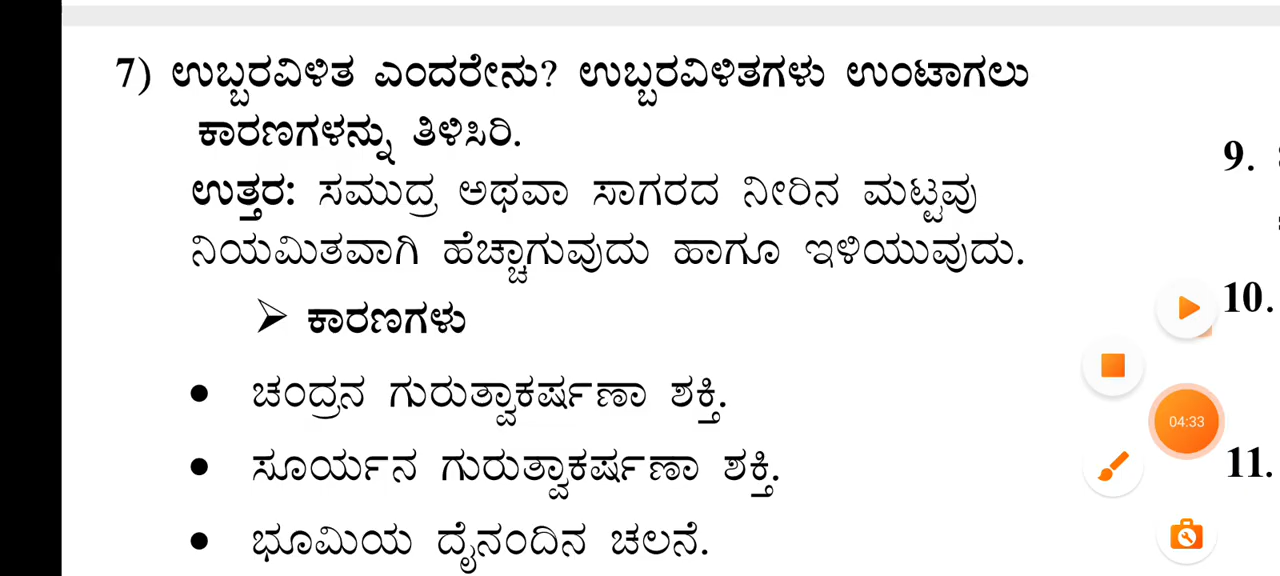 7) ಉಬ್ಬರವಿಳಿತ ಎಂದರೇನು? ಉಬ್ಬರವಿಳಿತಗಳು ಉಂಟಾಗಲು
ಕಾರಣಗಳನ್ನು ತಿಳಿಸಿರಿ.
ಉತ್ತರ: ಸಮುದ್ರ ಅಥವಾ ಸಾಗರದ ನೀರಿನ ಮಟ್ಟವು
ನಿಯಮಿತವಾಗಿ ಹೆಚ್ಚಾಗುವುದು ಹಾಗೂ ಇಳಿಯುವುದು.
➤ ಕಾರಣಗಳು
• ಚಂದ್ರನ ಗುರುತ್ವಾಕರ್ಷಣಾ ಶಕ್ತಿ.
• ಸೂರ್ಯನ ಗುರುತ್ವಾಕರ್ಷಣಾ ಶಕ್ತಿ.
• ಭೂಮಿಯ ದೈನಂದಿನ ಚಲನೆ.
9.
10.
04:33
11.